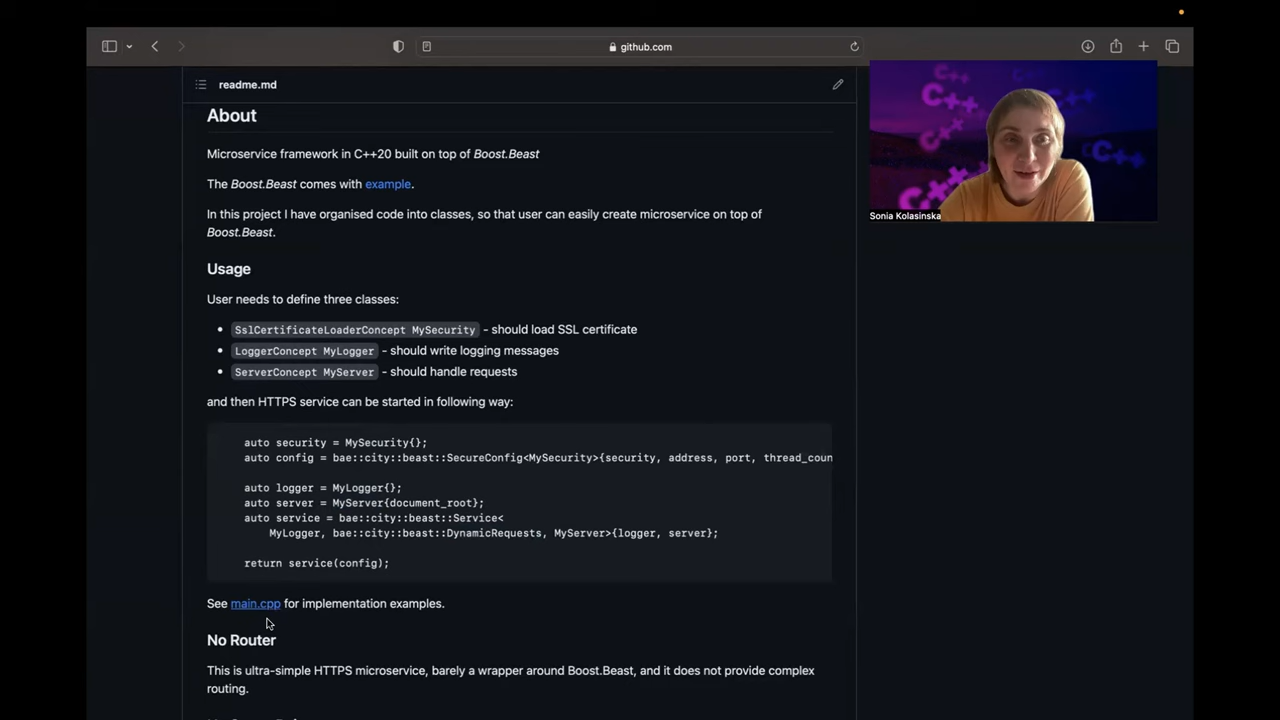 github.com
readme.md
About
Microservice framework in C++20 built on top of Boost.Beast
The Boost.Beast comes with example.
In this project I have organised code into classes, so that user can easily create microservice on top of
Boost.Beast.
Usage
User needs to define three classes:
SslCertificateLoaderConcept MySecurity - should load SSL certificate
LoggerConcept MyLogger - should write logging messages
ServerConcept MyServer - should handle requests
and then HTTPS service can be started in following way:
auto security = MySecurity{};
auto config = bae::city::beast::SecureConfig<MySecurity>{security, address, port, thread_coun
auto logger = MyLogger{};
auto server = MyServer{document_root};
auto service = bae::city::beast::Service<
MyLogger, bae::city::beast::DynamicRequests, MyServer>{logger, server};
return service(config);
See main.cpp for implementation examples.
No Router
This is ultra-simple HTTPS microservice, barely a wrapper around Boost.Beast, and it does not provide complex
routing.
C++
C++
C++
C++
Sonia Kolasinska